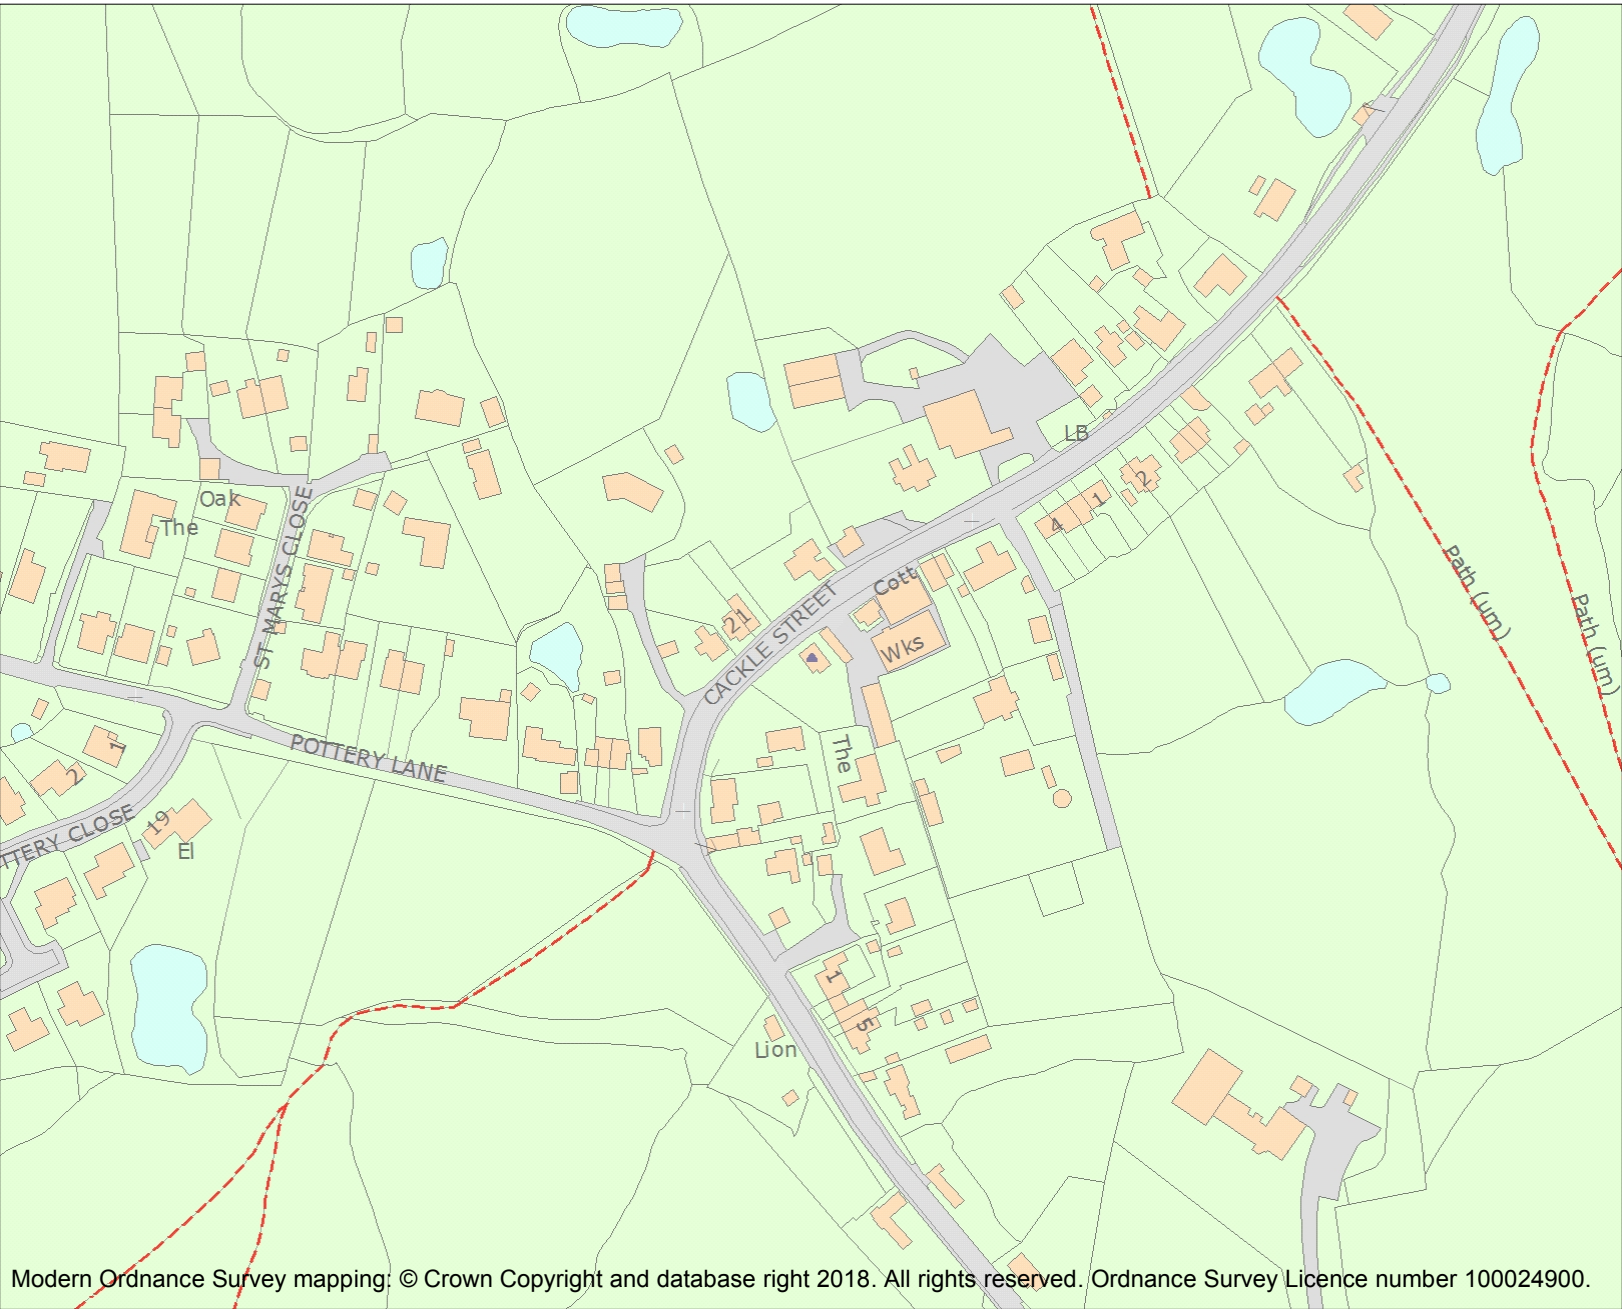 LB
Oak
The
2
1
4
ST MARYS CLOSE
Path (um)
Path (um)
Cott
21
CACKLE STREET
Wks
POTTERY LANE
The
1
2
19
TTERY CLOSE
El
1
5
Lion
Modern Ordnance Survey mapping: © Crown Copyright and database right 2018. All rights reserved. Ordnance Survey Licence number 100024900.